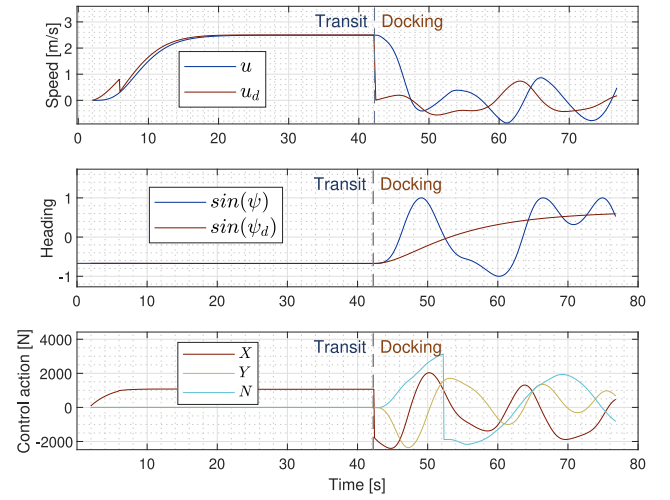 Transit Docking
Speed [m/s]
3
2
1
0
u
u_d
0 10 20 30 40 50 60 70
Transit Docking
Heading
1
0
-1
sin(ψ)
sin(ψ_d)
0 10 20 30 40 50 60 70 80
Transit Docking
Control action [N]
4000
2000
0
-2000
X
Y
N
10 20 30 40 50 60 70 80
Time [s]